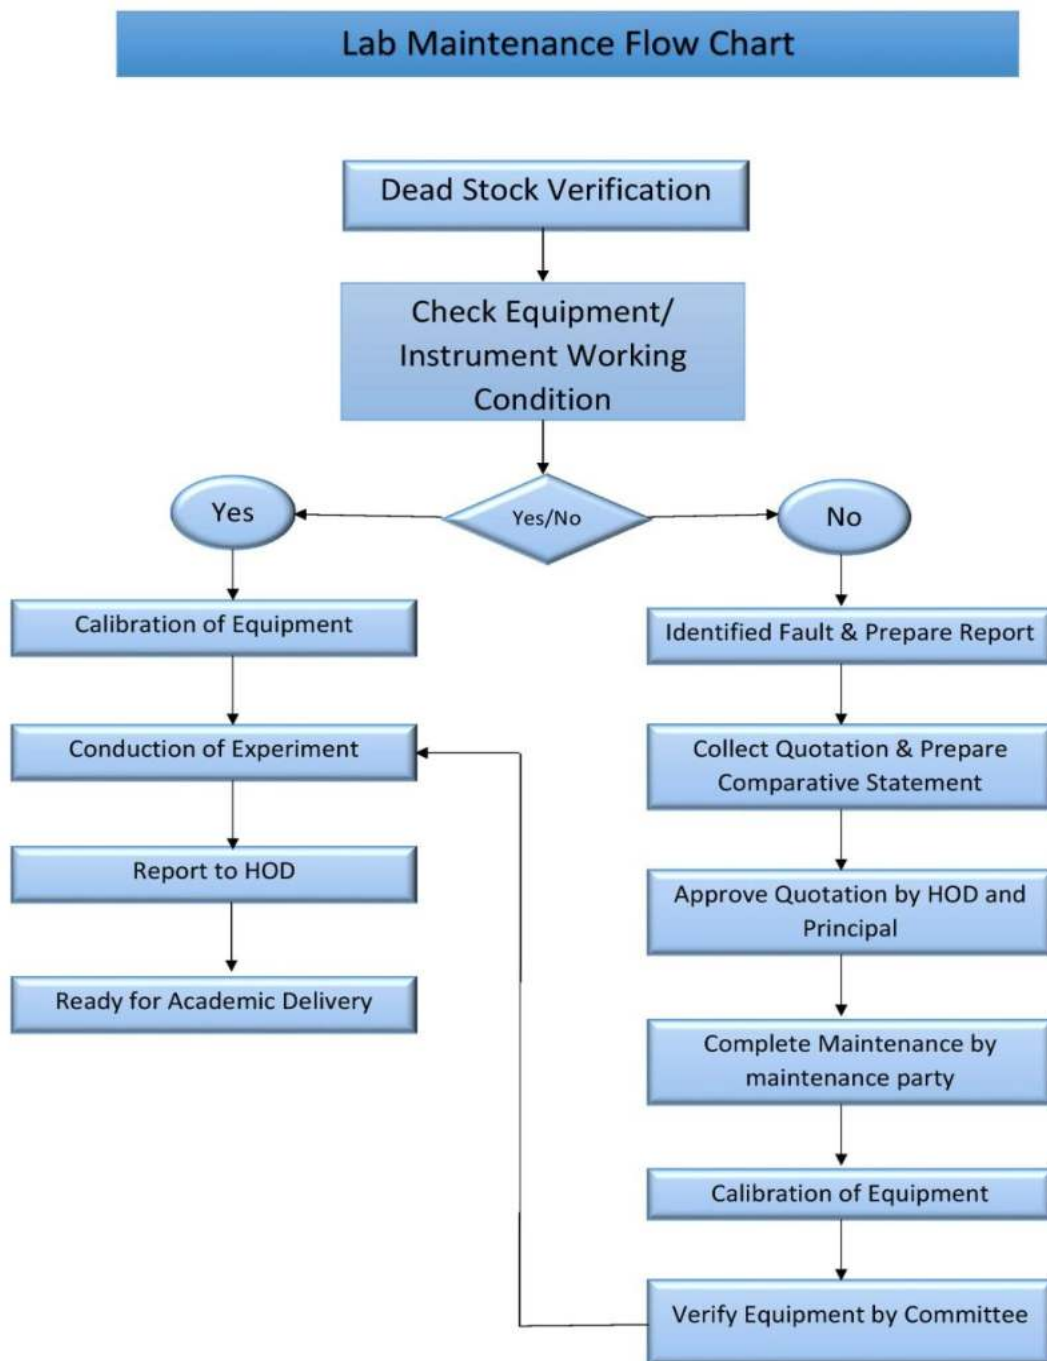 Lab Maintenance Flow Chart
Dead Stock Verification
Check Equipment/
Instrument Working
Condition
Yes/No
Yes
No
Calibration of Equipment
Conduction of Experiment
Report to HOD
Ready for Academic Delivery
Identified Fault & Prepare Report
Collect Quotation & Prepare
Comparative Statement
Approve Quotation by HOD and
Principal
Complete Maintenance by
maintenance party
Calibration of Equipment
Verify Equipment by Committee